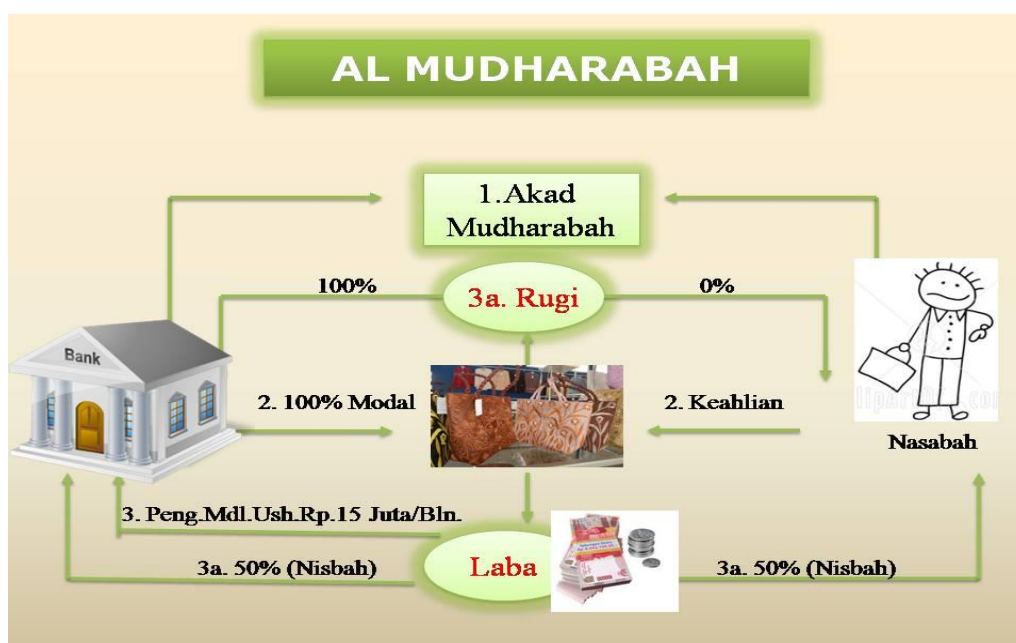 AL MUDHARABAH
1.Akad
Mudharabah
100%
3a. Rugi
0%
Bank
2. 100% Modal
2. Keahlian
Nasabah
3. Peng.Mdl.Ush.Rp.15 Juta/Bln.
3a. 50% (Nisbah)
Laba
3a. 50% (Nisbah)